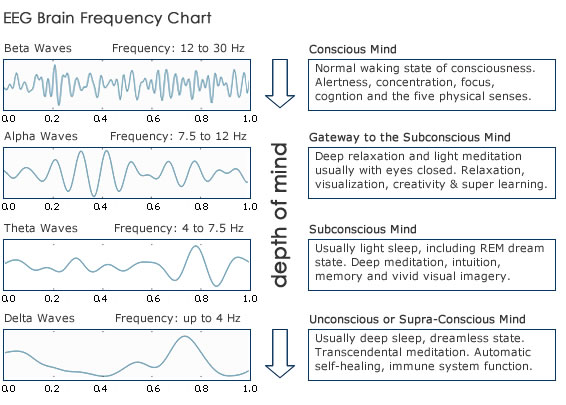 EEG Brain Frequency Chart
Beta Waves Frequency: 12 to 30 Hz
0.0 0.2 0.4 0.6 0.8 1.0
Conscious Mind
Normal waking state of consciousness.
Alertness, concentration, focus,
cogntion and the five physical senses.
Alpha Waves Frequency: 7.5 to 12 Hz
0.0 0.2 0.4 0.6 0.8 1.0
Gateway to the Subconscious Mind
Deep relaxation and light meditation
usually with eyes closed. Relaxation,
visualization, creativity & super learning.
depth of mind
Theta Waves Frequency: 4 to 7.5 Hz
0.0 0.2 0.4 0.6 0.8 1.0
Subconscious Mind
Usually light sleep, including REM dream
state. Deep meditation, intuition,
memory and vivid visual imagery.
Delta Waves Frequency: up to 4 Hz
0.0 0.2 0.4 0.6 0.8 1.0
Unconscious or Supra-Conscious Mind
Usually deep sleep, dreamless state.
Transcendental meditation. Automatic
self-healing, immune system function.